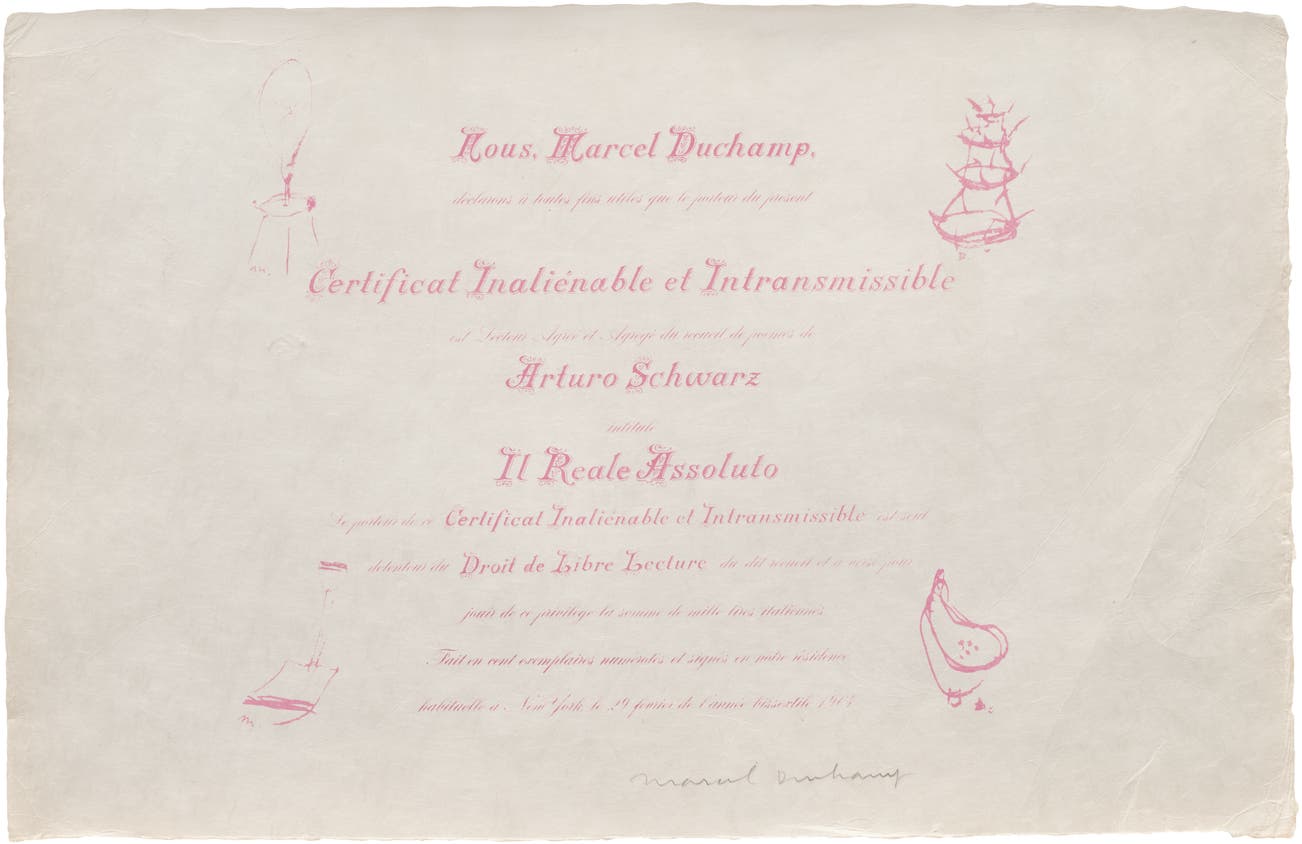 Nous, Marcel Duchamp,
déclarons à toutes fins utiles que le porteur du présent
Certificat Inaliénable et Intransmissible
est Lecteur Agréé et Agrégé du recueil de poèmes de
Arturo Schwarz
intitulé
Il Reale Assoluto
Le porteur de ce Certificat Inaliénable et Intransmissible est seul
détenteur du Droit de Libre Lecture du dit recueil et a versé pour
jouir de ce privilège la somme de mille lires italiennes
Fait en cent exemplaires numérotés et signés en notre résidence
habituelle à New York le 29 février de l'année bissextile 1964
Marcel Duchamp